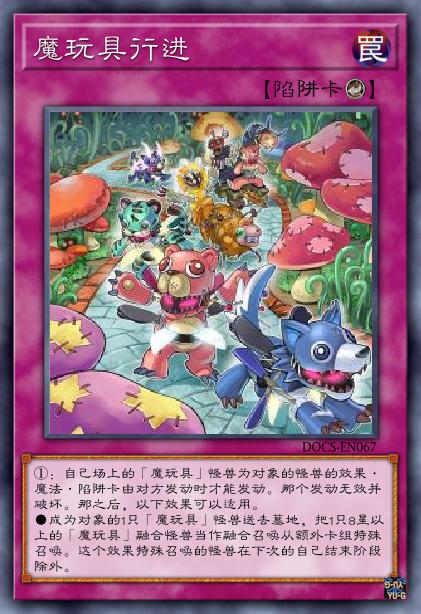 魔玩具行进
罠
【陷阱卡】
DOCS-EN067
①：自己场上的「魔玩具」怪兽为对象的怪兽的效果·
魔法·陷阱卡由对方发动时才能发动。那个发动无效并
破坏。那之后，以下效果可以适用。
●成为对象的1只「魔玩具」怪兽送去墓地，把1只8星以
上的「魔玩具」融合怪兽当作融合召唤从额外卡组特殊
召唤。这个效果特殊召唤的怪兽在下次的自己结束阶段
除外。